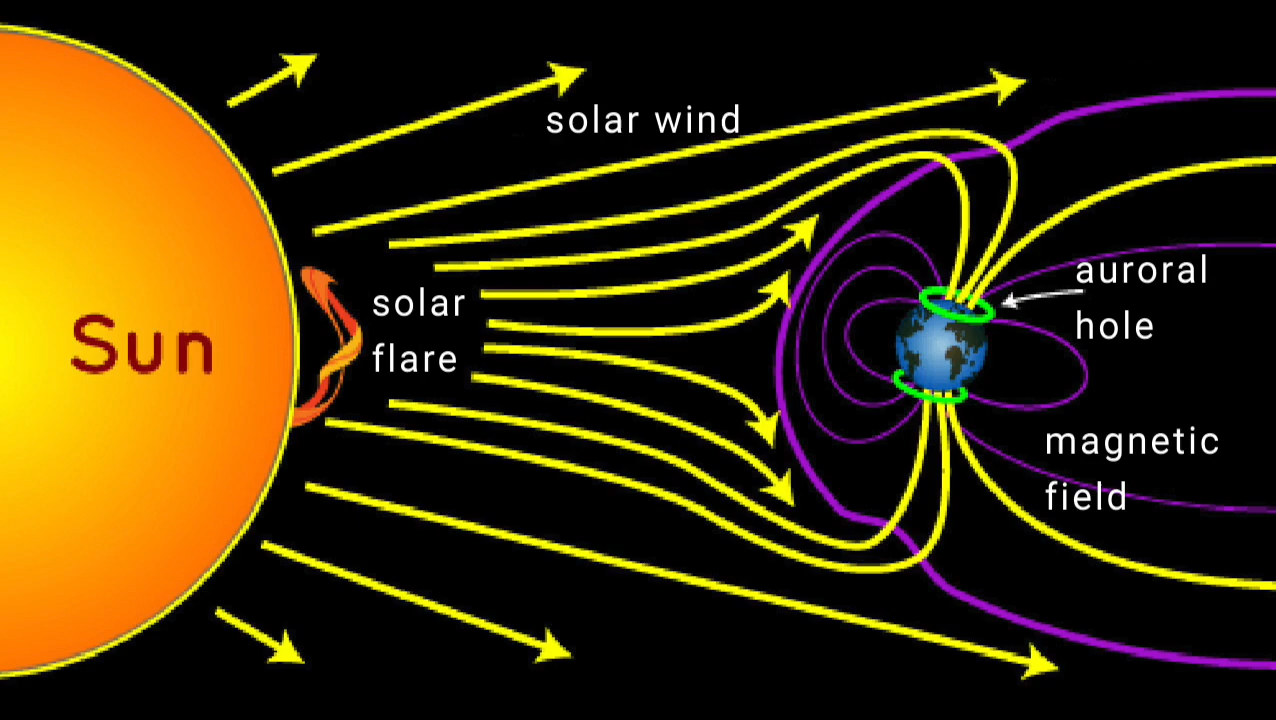 solar wind
Sun
solar
flare
auroral
hole
magnetic
field